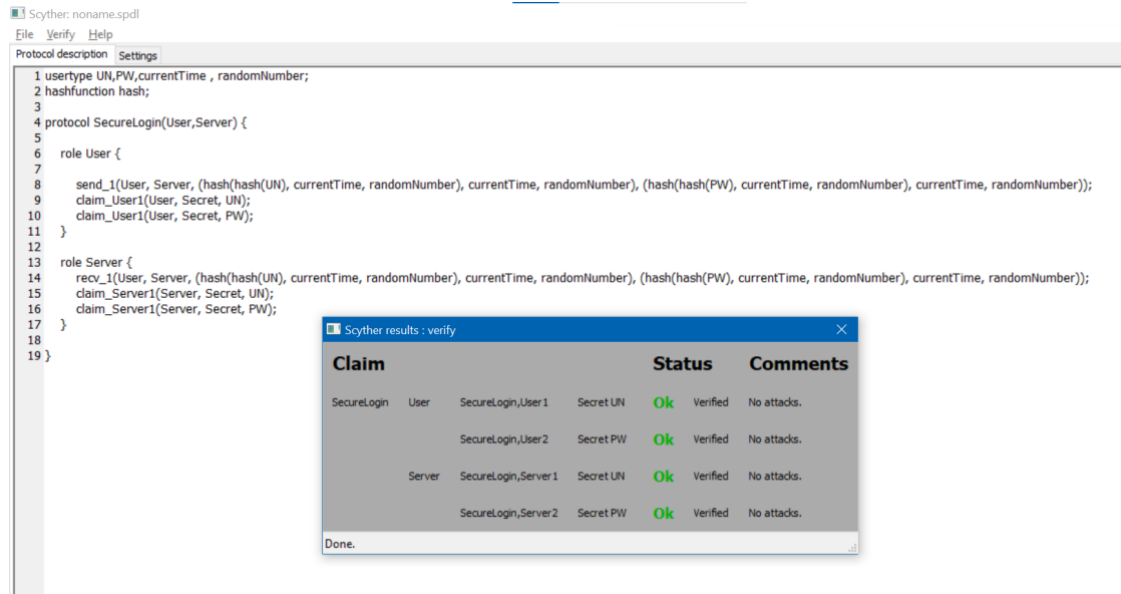 Scyther: noname.spdl
File Verify Help
Protocol description Settings
1 usertype UN,PW,currentTime , randomNumber;
2 hashfunction hash;
3
4 protocol SecureLogin(User,Server) {
5
6 role User {
7
8 send_1(User, Server, (hash(hash(UN), currentTime, randomNumber), currentTime, randomNumber), (hash(hash(PW), currentTime, randomNumber), currentTime, randomNumber));
9 claim_User1(User, Secret, UN);
10 claim_User1(User, Secret, PW);
11 }
12
13 role Server {
14 recv_1(User, Server, (hash(hash(UN), currentTime, randomNumber), currentTime, randomNumber), (hash(hash(PW), currentTime, randomNumber), currentTime, randomNumber));
15 claim_Server1(Server, Secret, UN);
16 claim_Server1(Server, Secret, PW);
17 }
18
19 }
Scyther results : verify
Claim Status Comments
SecureLogin User SecureLogin,User1 Secret UN Ok Verified No attacks.
SecureLogin,User2 Secret PW Ok Verified No attacks.
Server SecureLogin,Server1 Secret UN Ok Verified No attacks.
SecureLogin,Server2 Secret PW Ok Verified No attacks.
Done.